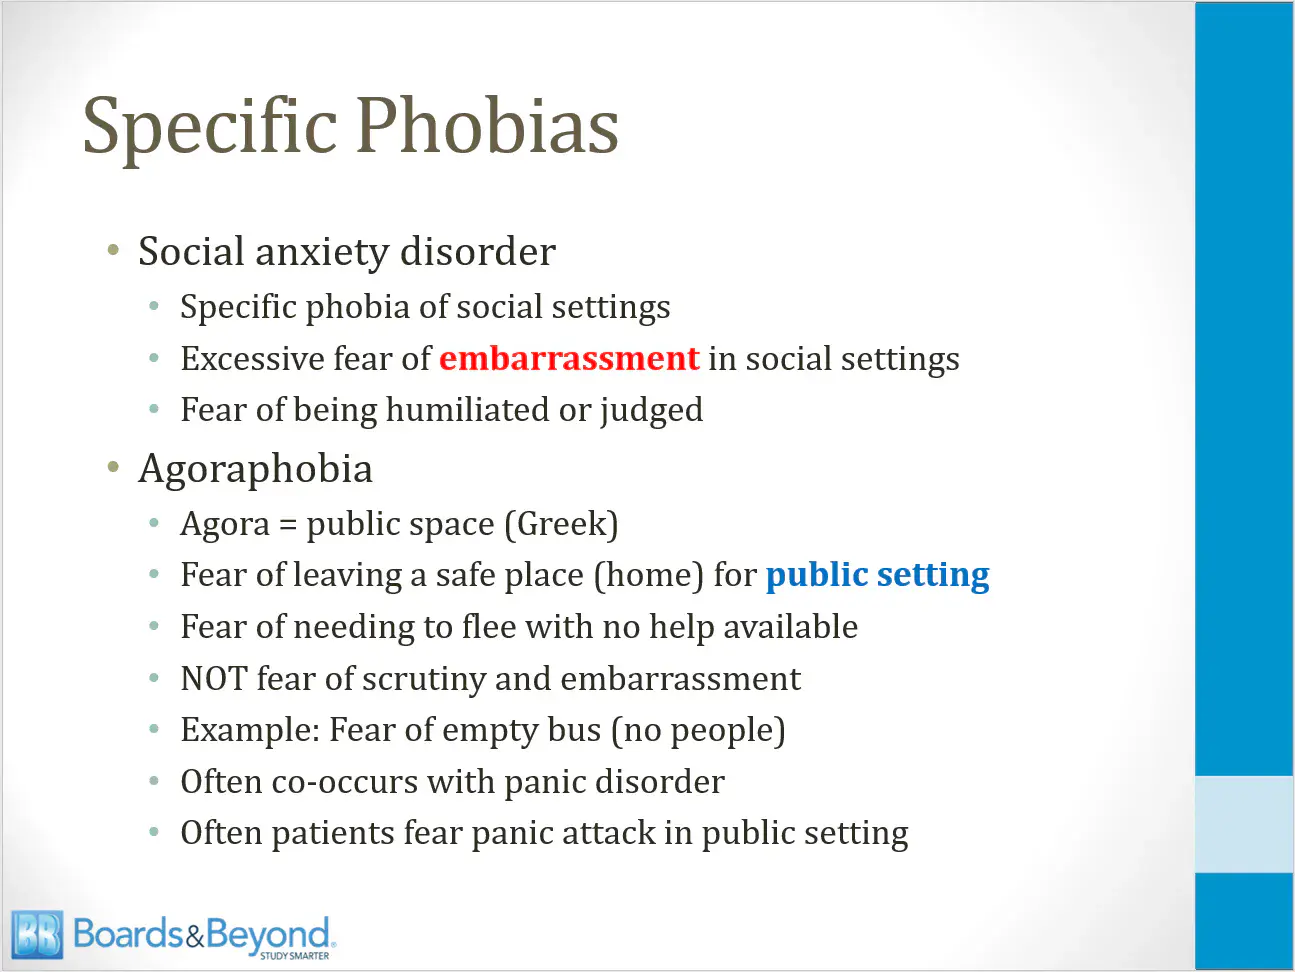 Specific Phobias
• Social anxiety disorder
• Specific phobia of social settings
• Excessive fear of embarrassment in social settings
• Fear of being humiliated or judged
• Agoraphobia
• Agora = public space (Greek)
• Fear of leaving a safe place (home) for public setting
• Fear of needing to flee with no help available
• NOT fear of scrutiny and embarrassment
• Example: Fear of empty bus (no people)
• Often co-occurs with panic disorder
• Often patients fear panic attack in public setting
BB Boards&Beyond®
STUDY SMARTER